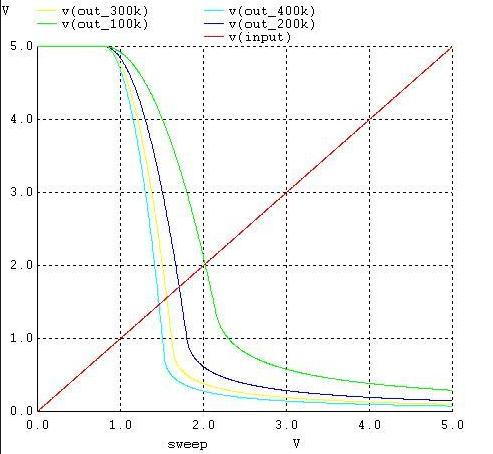 V
v(out_300k) v(out_400k)
v(out_100k) v(out_200k)
v(input)
5.0
4.0
3.0
2.0
1.0
0.0
0.0 1.0 2.0 3.0 4.0 5.0
sweep V